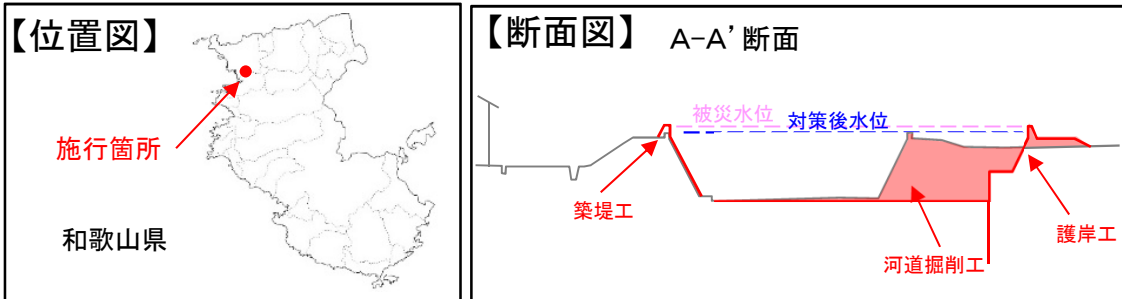 【位置図】
施行箇所
和歌山県
【断面図】 A-A’断面
被災水位
対策後水位
築堤工
護岸工
河道掘削工